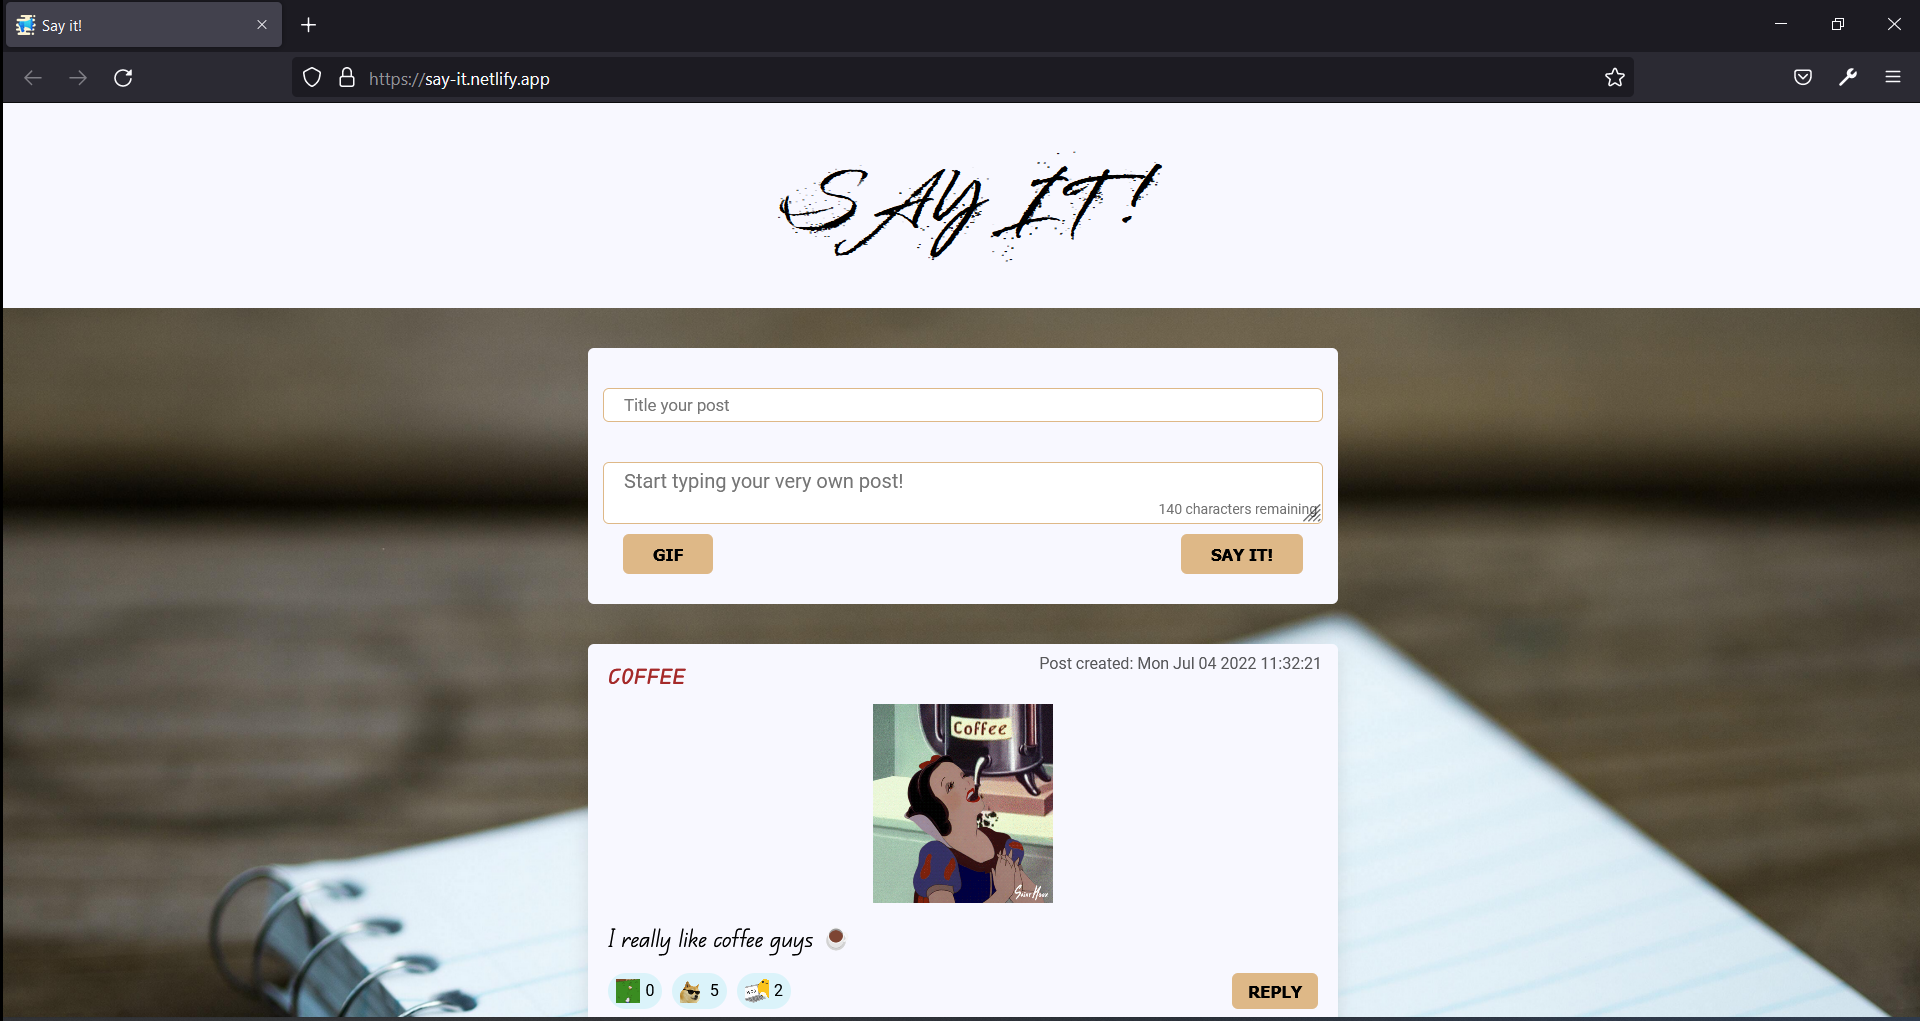 Say it!
https://say-it.netlify.app
SAY IT!
Title your post
Start typing your very own post!
140 characters remaining
GIF
SAY IT!
COFFEE
Post created: Mon Jul 04 2022 11:32:21
Coffee
Saint Hoax
I really like coffee guys
0
5
2
REPLY